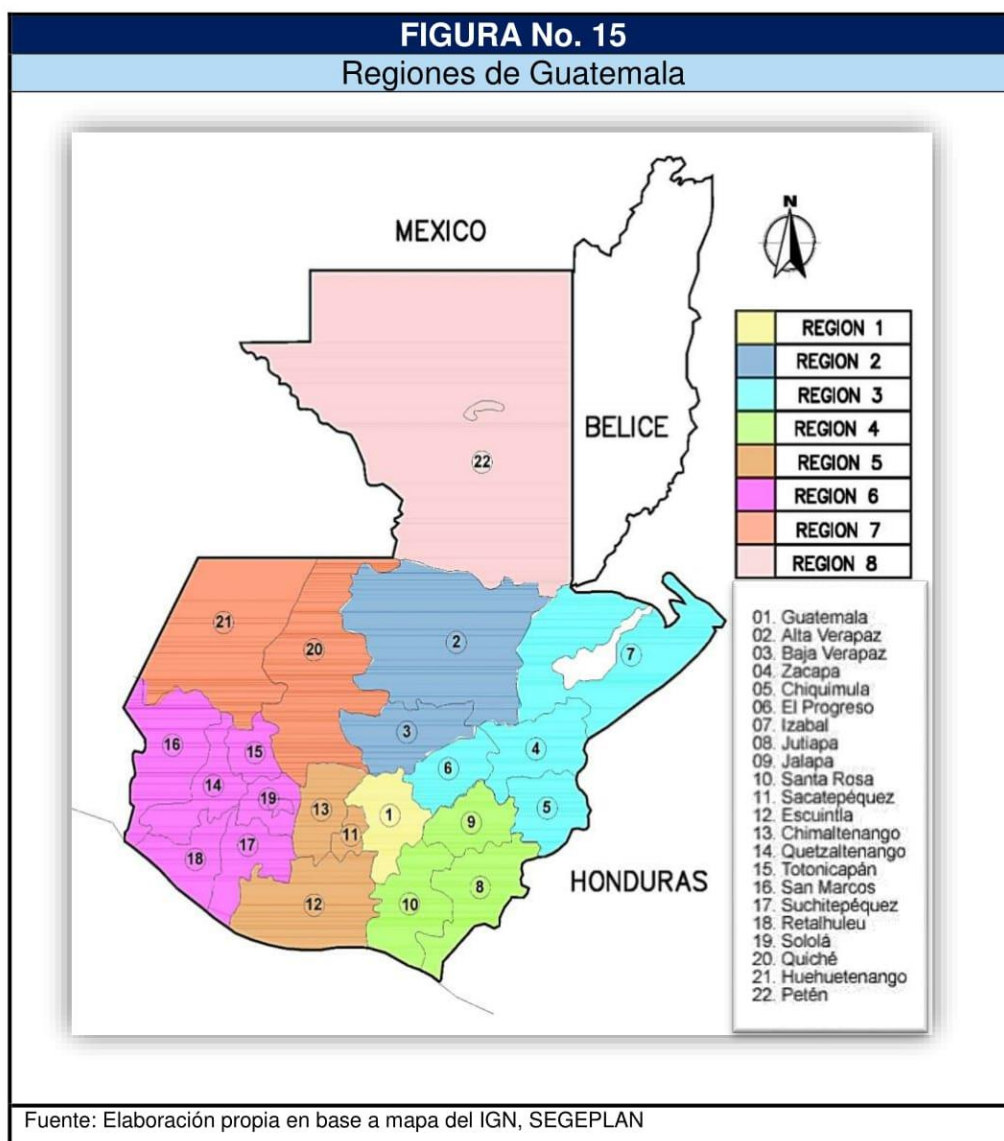 FIGURA No. 15
Regiones de Guatemala
MEXICO
N
BELICE
HONDURAS
22
21
20
2
7
3
16
15
14
19
17
18
13
11
12
1
6
4
5
9
8
10
REGION 1
REGION 2
REGION 3
REGION 4
REGION 5
REGION 6
REGION 7
REGION 8
01. Guatemala
02. Alta Verapaz
03. Baja Verapaz
04. Zacapa
05. Chiquimula
06. El Progreso
07. Izabal
08. Jutiapa
09. Jalapa
10. Santa Rosa
11. Sacatepéquez
12. Escuintla
13. Chimaltenango
14. Quetzaltenango
15. Totonicapán
16. San Marcos
17. Suchitepéquez
18. Retalhuleu
19. Sololá
20. Quiché
21. Huehuetenango
22. Petén
Fuente: Elaboración propia en base a mapa del IGN, SEGEPLAN